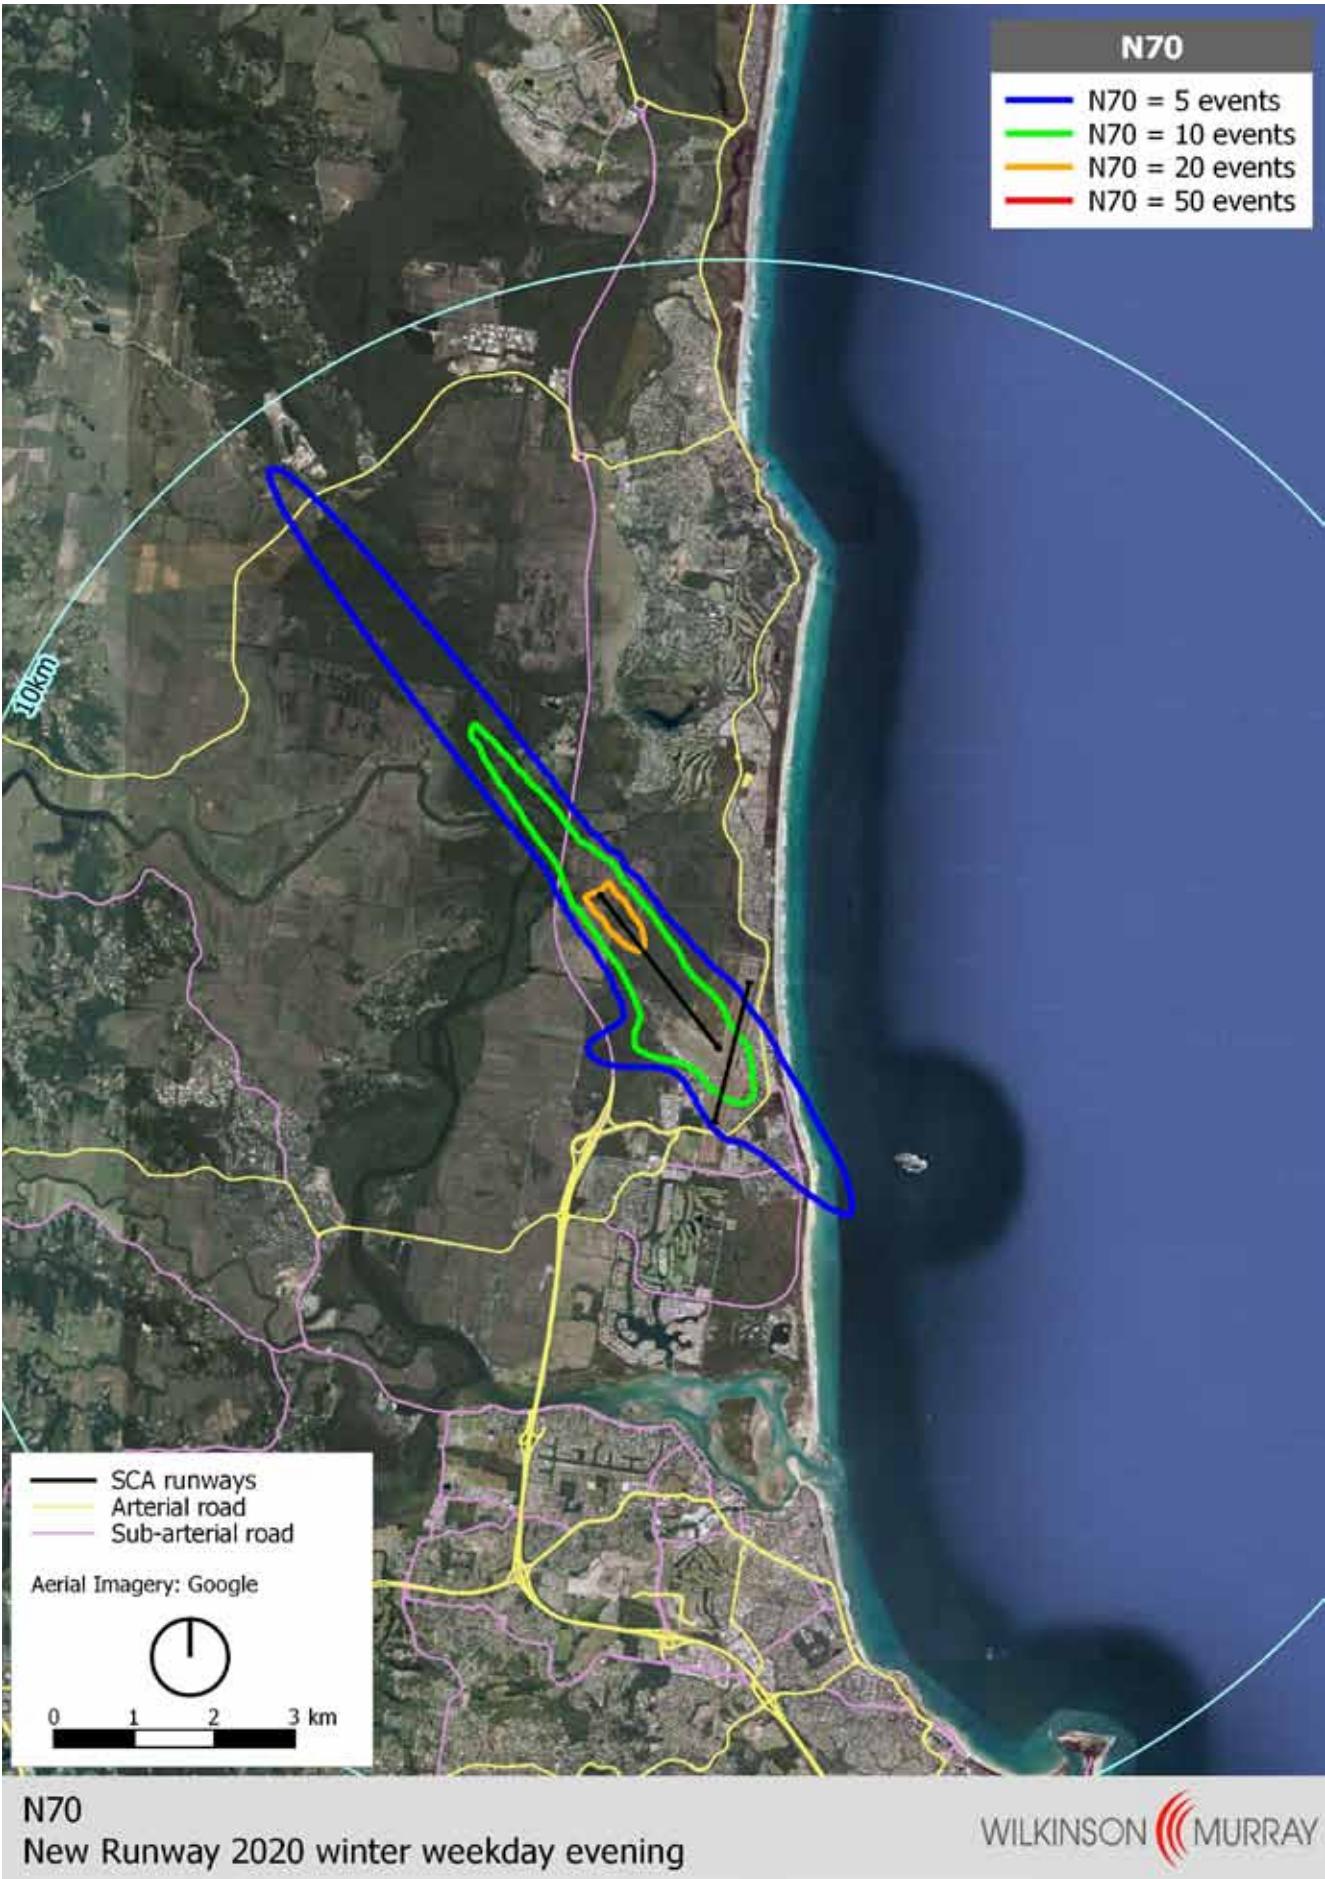 N70
N70 = 5 events
N70 = 10 events
N70 = 20 events
N70 = 50 events
10km
SCA runways
Arterial road
Sub-arterial road
Aerial Imagery: Google
0 1 2 3 km
N70
New Runway 2020 winter weekday evening
WILKINSON MURRAY